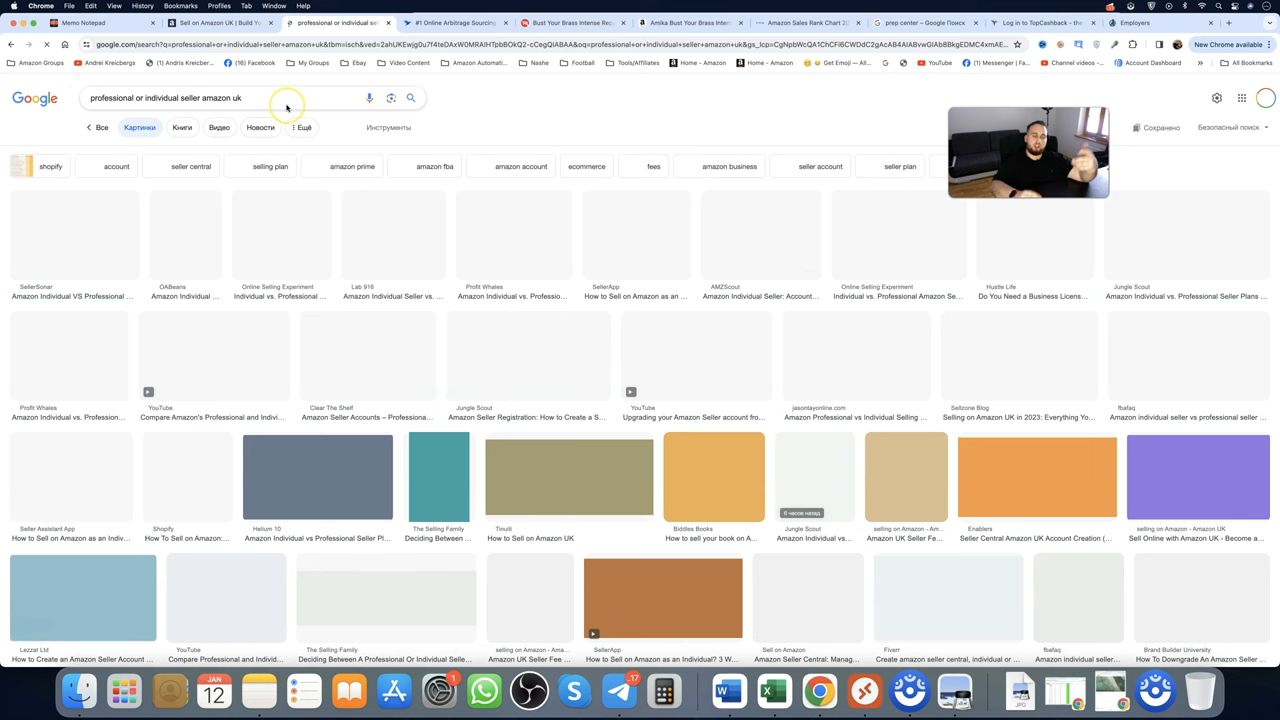 Chrome File Edit View History Bookmarks Profiles Tab Window Help
Memo Notepad
Sell on Amazon UK | Build You
professional or individual sell
#1 Online Arbitrage Sourcing
Bust Your Brass Intense Repa
Amika Bust Your Brass Intens
Amazon Sales Rank Chart 202
prep center – Google Поиск
Log in to TopCashback - the
Employers
google.com/search?q=professional+or+individual+seller+amazon+uk
New Chrome available
Amazon Groups
Andrei Kreicbergs
(1) Andris Kreicber...
(16) Facebook
My Groups
Ebay
Video Content
Amazon Automati...
Nashe
Football
Tools/Affiliates
Home - Amazon
Home - Amazon
Get Emoji — All...
(1) Messenger | Fa...
Channel videos -...
Account Dashboard
All Bookmarks
Google
professional or individual seller amazon uk
Все
Картинки
Книги
Видео
Новости
Ещё
Инструменты
Сохранено
Безопасный поиск
shopify
account
seller central
selling plan
amazon prime
amazon fba
amazon account
ecommerce
fees
amazon business
seller account
seller plan
SellerSonar
Amazon Individual VS Professional ...
OABeans
Amazon Individual ...
Online Selling Experiment
Individual vs. Professional ...
Lab 916
Amazon Individual Seller vs. ...
Profit Whales
Amazon Individual vs. Professio...
SellerApp
How to Sell on Amazon as an ...
AMZScout
Amazon Individual Seller: Account...
Online Selling Experiment
Individual vs. Professional Amazon Se...
Hustle Life
Do You Need a Business Licens...
Jungle Scout
Amazon Individual vs. Professional Seller Plans ...
Profit Whales
Amazon Individual vs. Profession...
YouTube
Compare Amazon's Professional and Indivi...
Clear The Shelf
Amazon Seller Accounts – Professiona...
Jungle Scout
Amazon Seller Registration: How to Create a S...
YouTube
Upgrading your Amazon Seller account fro...
jasontayonline.com
Amazon Professional vs Individual Selling ...
Sellzone Blog
Selling on Amazon UK in 2023: Everything Yo...
fbafaq
Amazon individual seller vs professional seller ...
Seller Assistant App
How to Sell on Amazon as an Indiv...
Shopify
How To Sell on Amazon:...
Helium 10
Amazon Individual vs Professional Seller Pl...
The Selling Family
Deciding Between ...
Tinuiti
How to Sell on Amazon UK
Biddles Books
How to sell your book on A...
6 часов назад
Jungle Scout
Amazon Individual vs...
selling on Amazon - Am...
Amazon UK Seller Fe...
Enablers
Seller Central Amazon UK Account Creation (...
selling on Amazon - Amazon UK
Sell Online with Amazon UK - Become a...
Lezzat Ltd
How to Create an Amazon Seller Account ...
YouTube
Compare Professional and Individ...
The Selling Family
Deciding Between A Professional Or Individual Selle...
selling on Amazon - Ama...
Amazon UK Seller Fee ...
SellerApp
How to Sell on Amazon as an Individual? 3 W...
Sell on Amazon
Amazon Seller Central: Manag...
Fiverr
Create amazon seller central, individual or ...
fbafaq
Amazon individual seller...
Brand Builder University
How To Downgrade An Amazon Seller ...
JAN
12
1
17
JPG